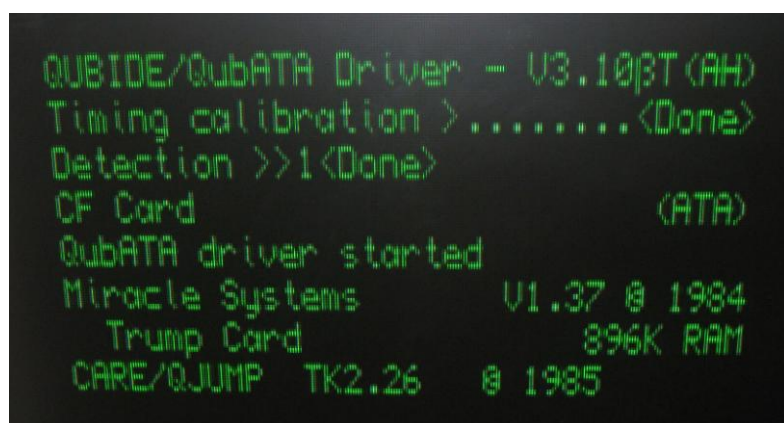 QUBIDE/QubATA Driver - V3.10βT(AH)
Timing calibration >........<Done>
Detection >>1<Done>
CF Card (ATA)
QubATA driver started
Miracle Systems V1.37 © 1984
Trump Card 896K RAM
CARE/QJUMP TK2.26 © 1985